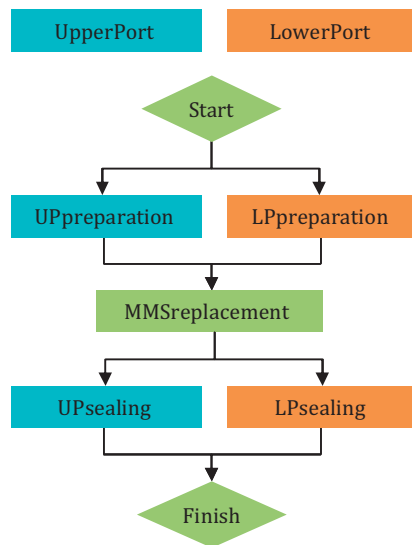 UpperPort
LowerPort
Start
UPpreparation
LPpreparation
MMSreplacement
UPsealing
LPsealing
Finish